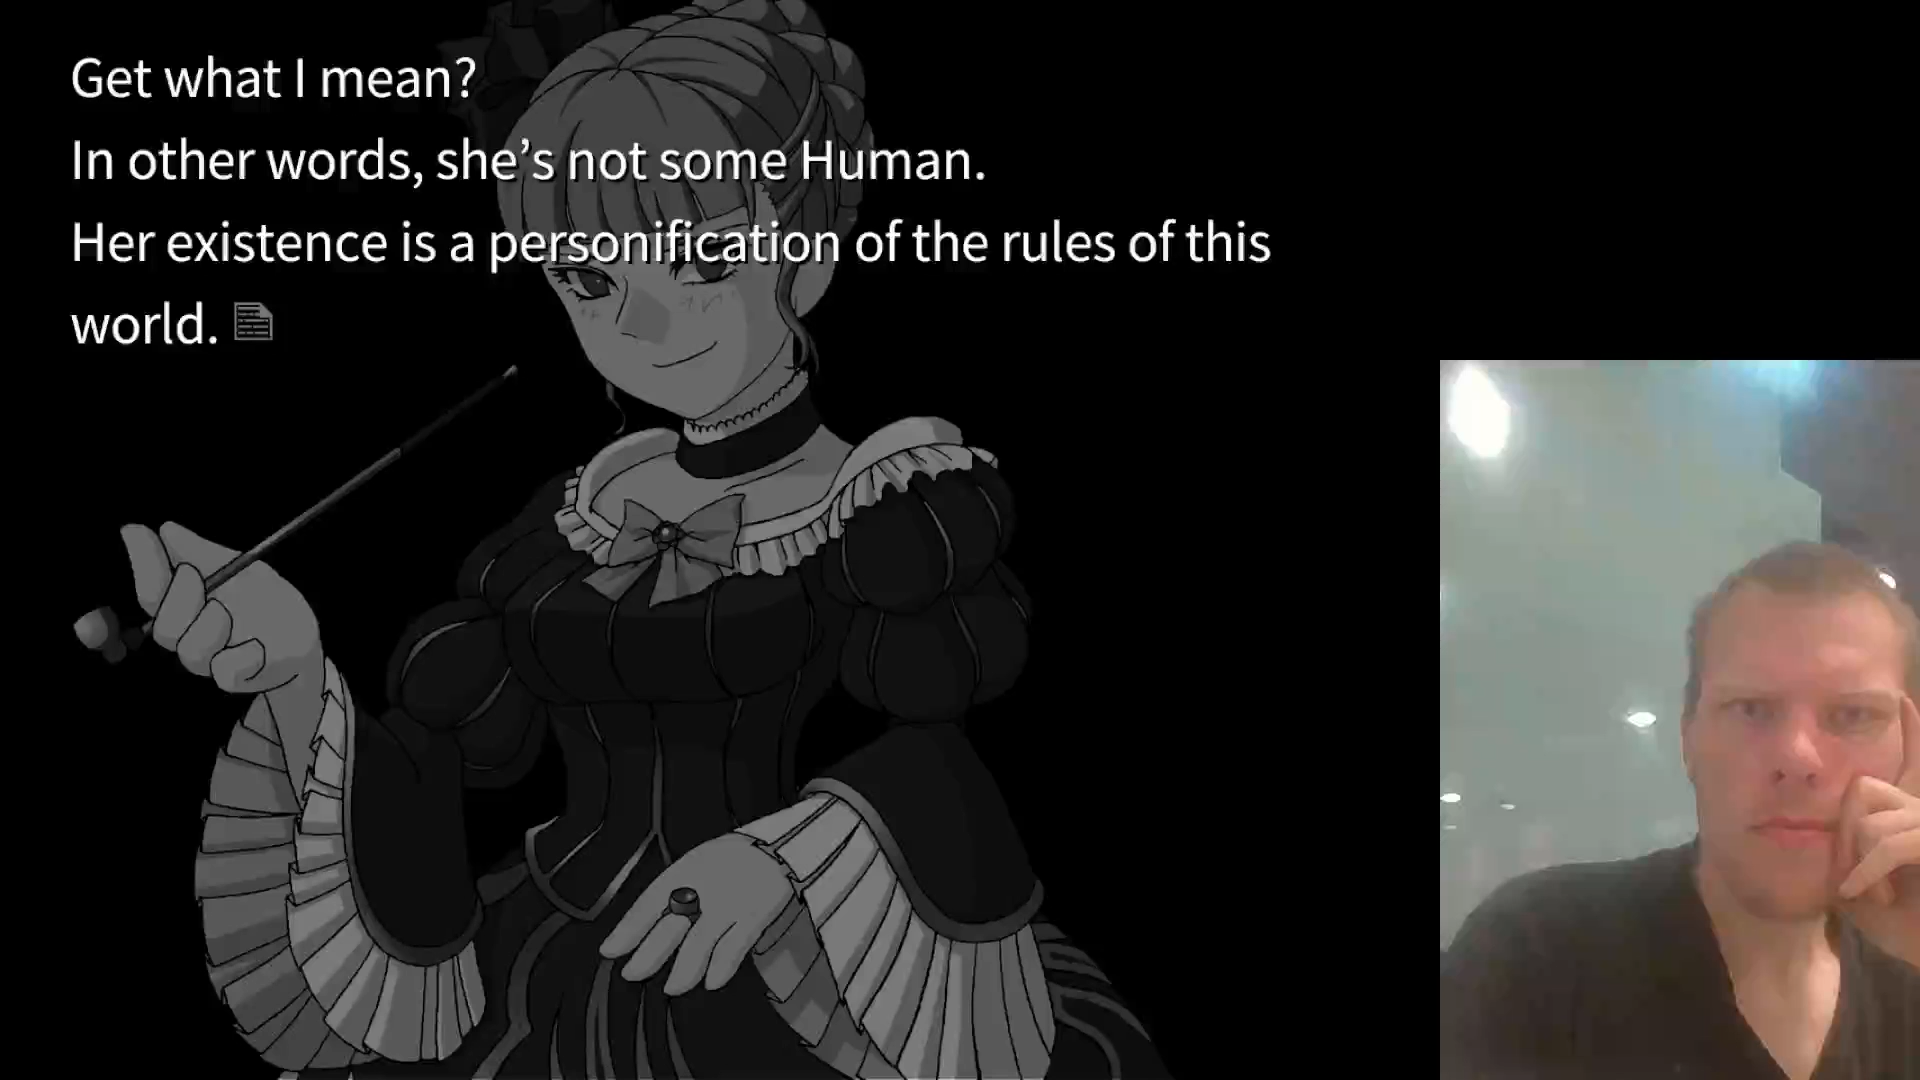 Get what I mean?
In other words, she’s not some Human.
Her existence is a personification of the rules of this
world.